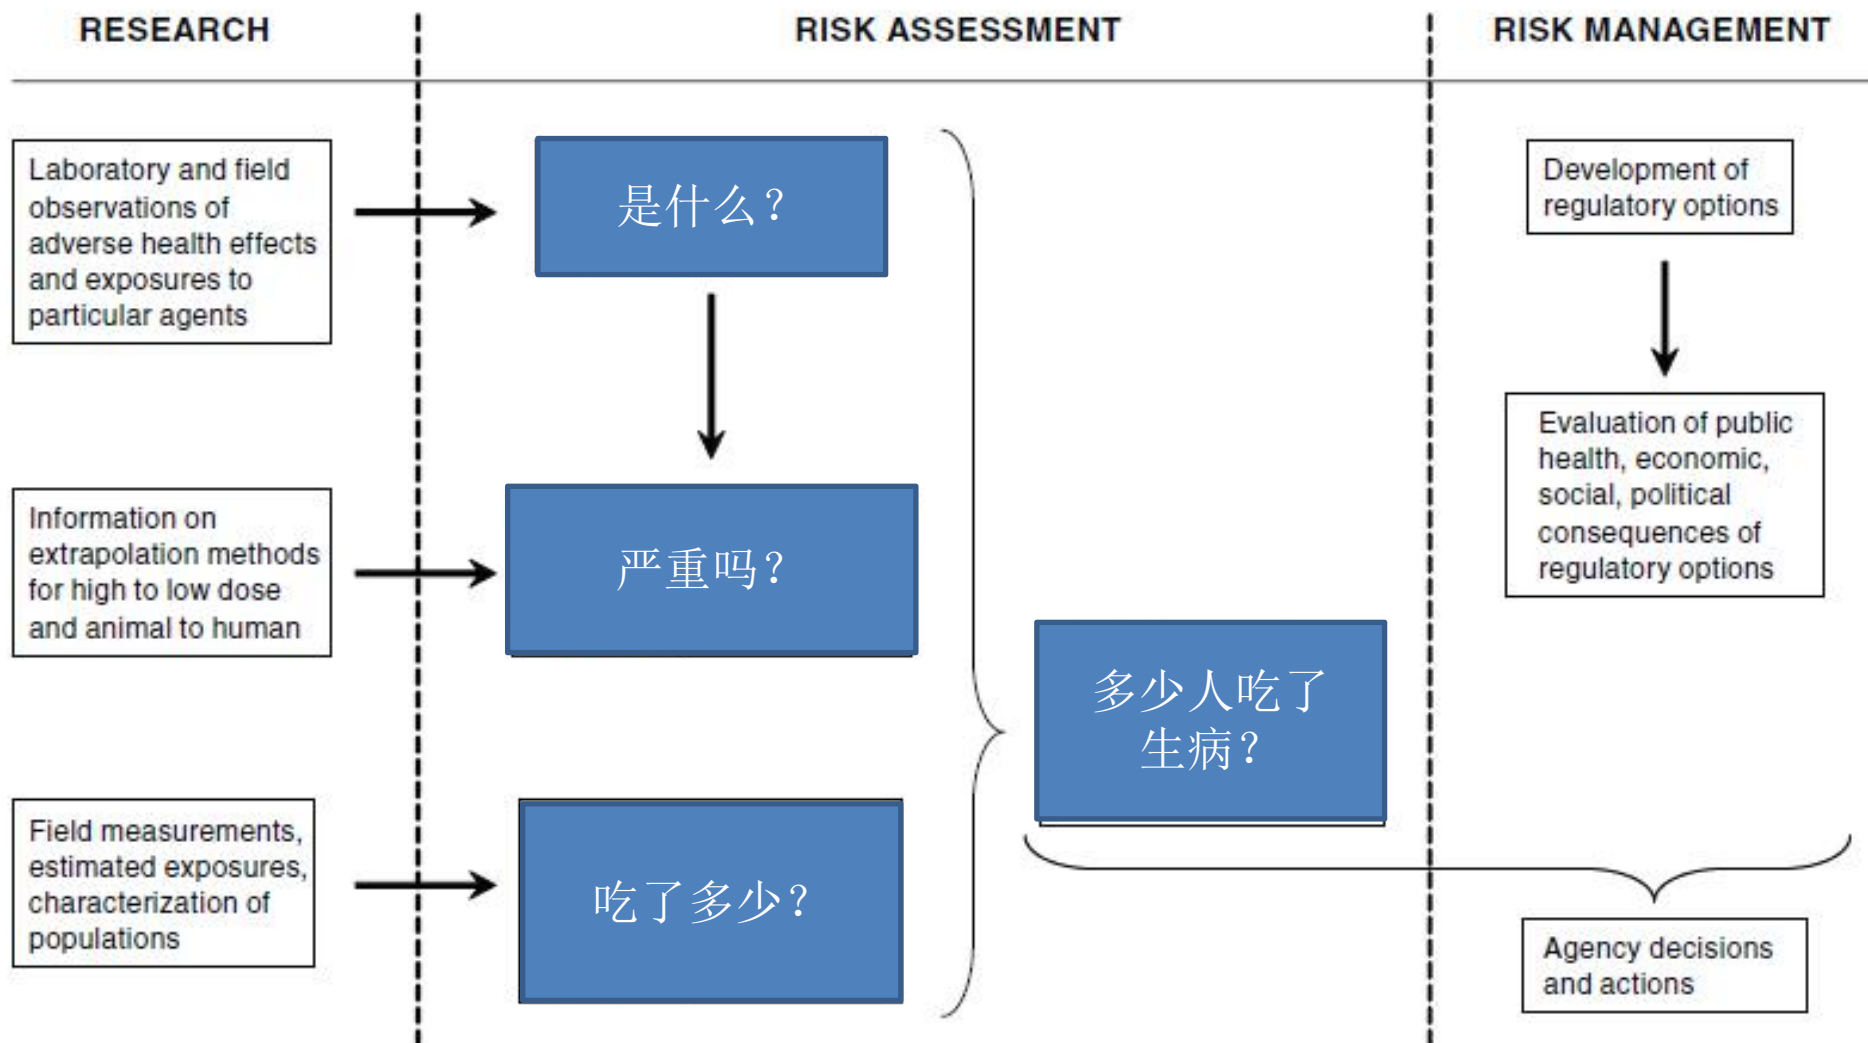 RESEARCH
RISK ASSESSMENT
RISK MANAGEMENT
Laboratory and field
observations of
adverse health effects
and exposures to
particular agents
是什么？
Development of
regulatory options
Information on
extrapolation methods
for high to low dose
and animal to human
严重吗？
Evaluation of public
health, economic,
social, political
consequences of
regulatory options
多少人吃了
生病？
Field measurements,
estimated exposures,
characterization of
populations
吃了多少？
Agency decisions
and actions